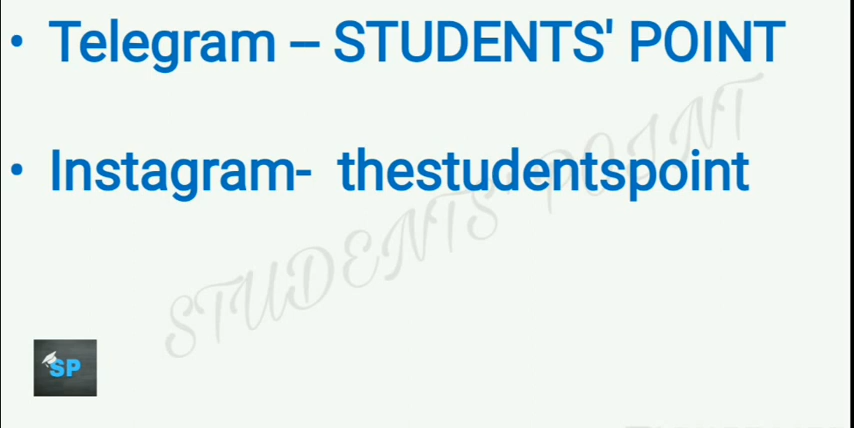 • Telegram – STUDENTS' POINT
• Instagram- thestudentspoint
STUDENTS' POINT
SP